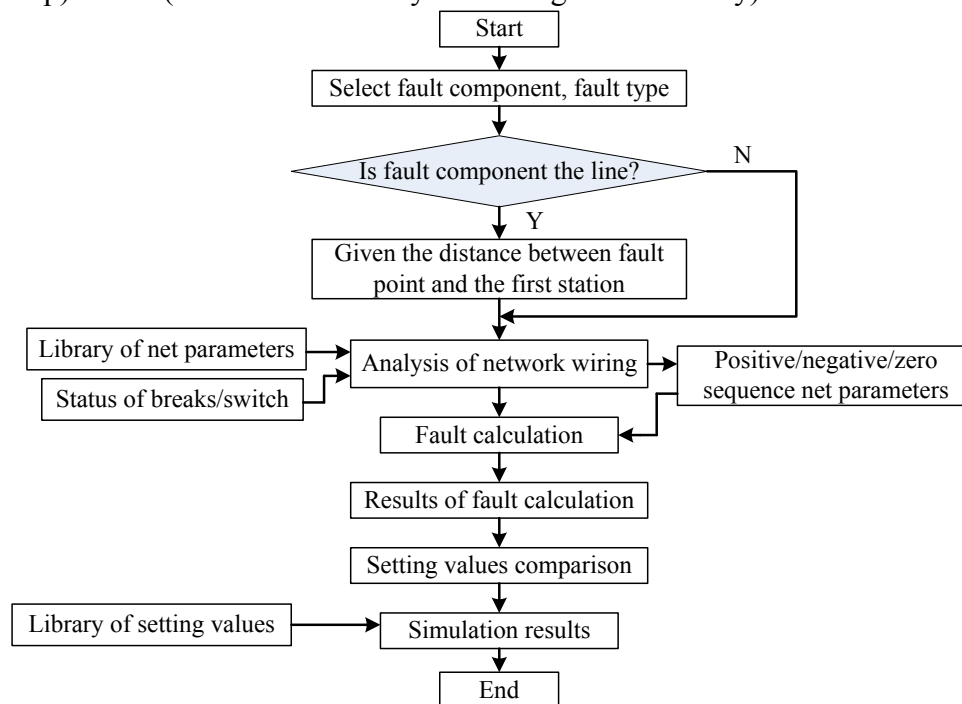 Start
Select fault component, fault type
Is fault component the line?
N
Y
Given the distance between fault
point and the first station
Library of net parameters
Status of breaks/switch
Analysis of network wiring
Positive/negative/zero
sequence net parameters
Fault calculation
Results of fault calculation
Setting values comparison
Library of setting values
Simulation results
End